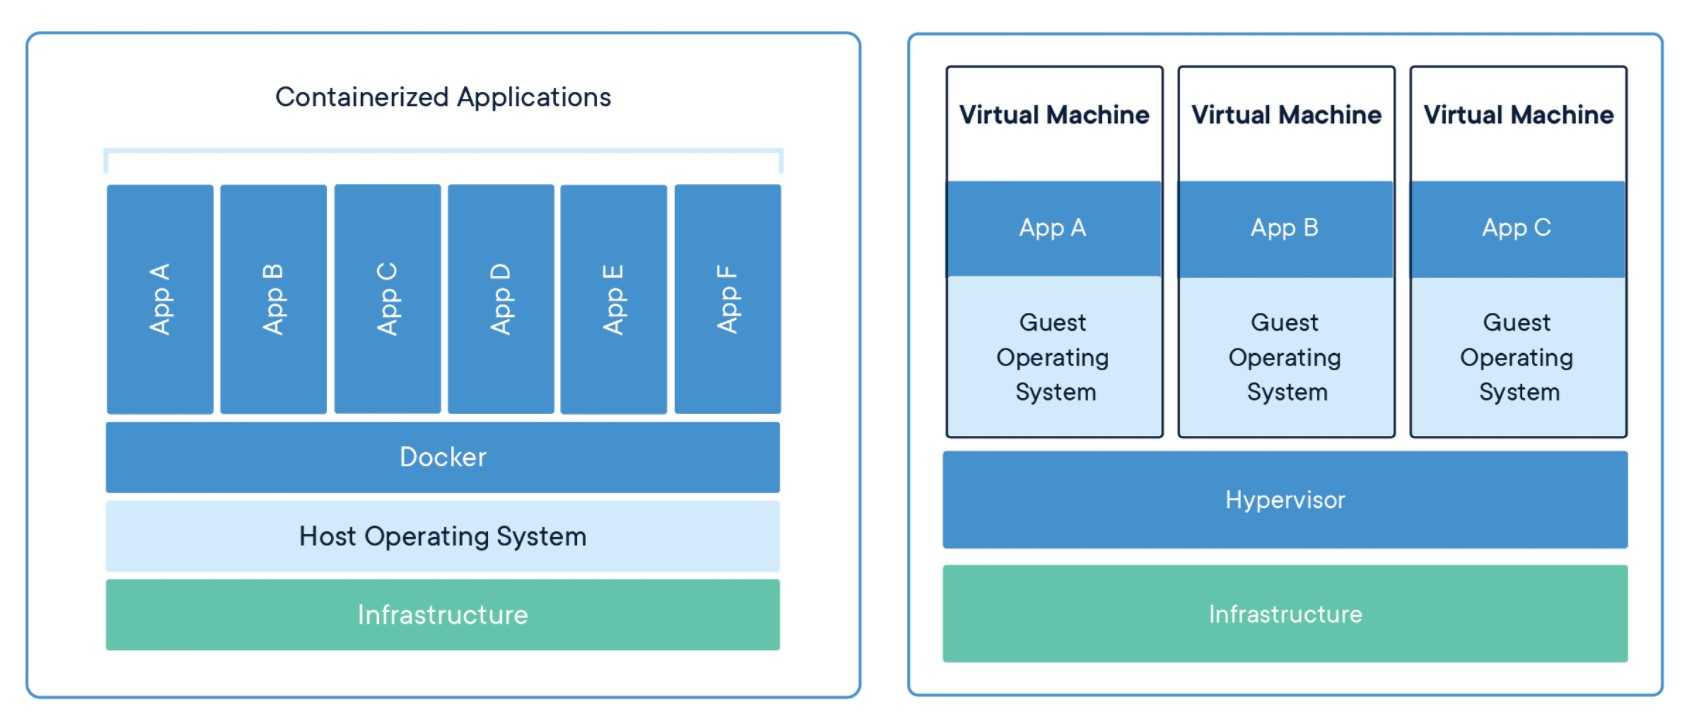 Containerized Applications
App A
App B
App C
App D
App E
App F
Docker
Host Operating System
Infrastructure
Virtual Machine
App A
Guest
Operating
System
Virtual Machine
App B
Guest
Operating
System
Virtual Machine
App C
Guest
Operating
System
Hypervisor
Infrastructure